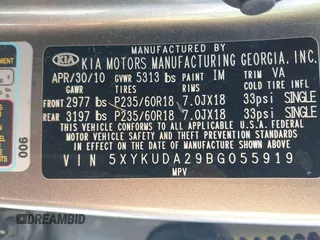 KIA KIA MOTORS MANUFACTURING GEORGIA, INC.
APR/30/10 GVWR 5313 lbs PAINT IM TRIM VA
GAWR TIRES RIMS COLD TIRE INFL
FRONT 2977 lbs P235/60R18 7.0JX18 33psi SINGLE
REAR 3197 lbs P235/60R18 7.0JX18 33psi SINGLE
THIS VEHICLE CONFORMS TO ALL APPLICABLE FEDERAL
MOTOR VEHICLE SAFETY AND THEFT PREVENTION STANDARDS
IN EFFECT ON THE DATE OF MANUFACTURE SHOWN ABOVE.
VIN 5XYKUDA29BG055919
MPV
006
DREAMBID